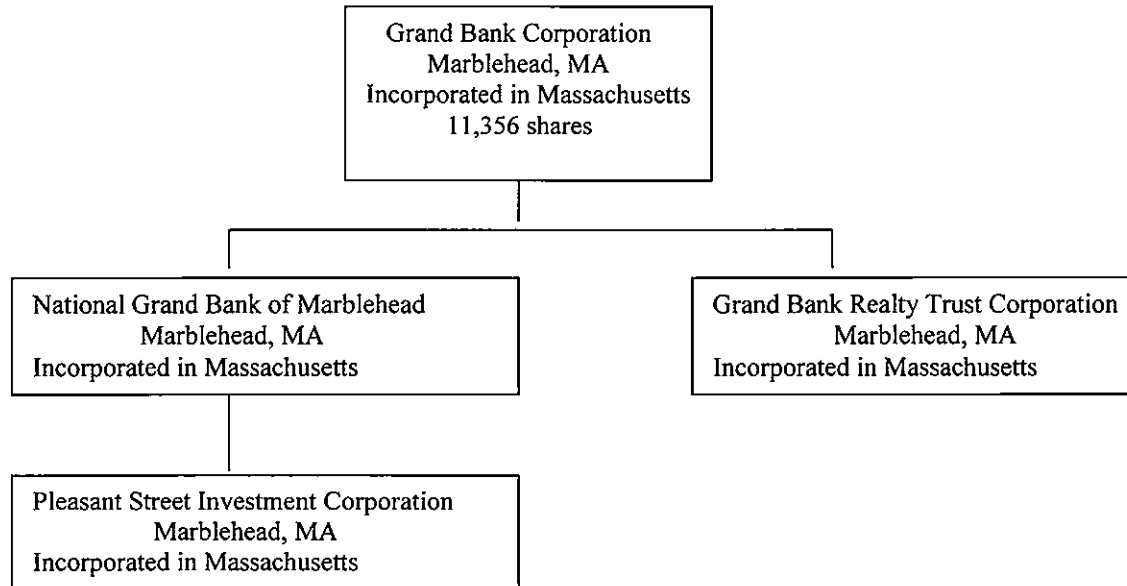 Grand Bank Corporation
Marblehead, MA
Incorporated in Massachusetts
11,356 shares
National Grand Bank of Marblehead
Marblehead, MA
Incorporated in Massachusetts
Grand Bank Realty Trust Corporation
Marblehead, MA
Incorporated in Massachusetts
Pleasant Street Investment Corporation
Marblehead, MA
Incorporated in Massachusetts